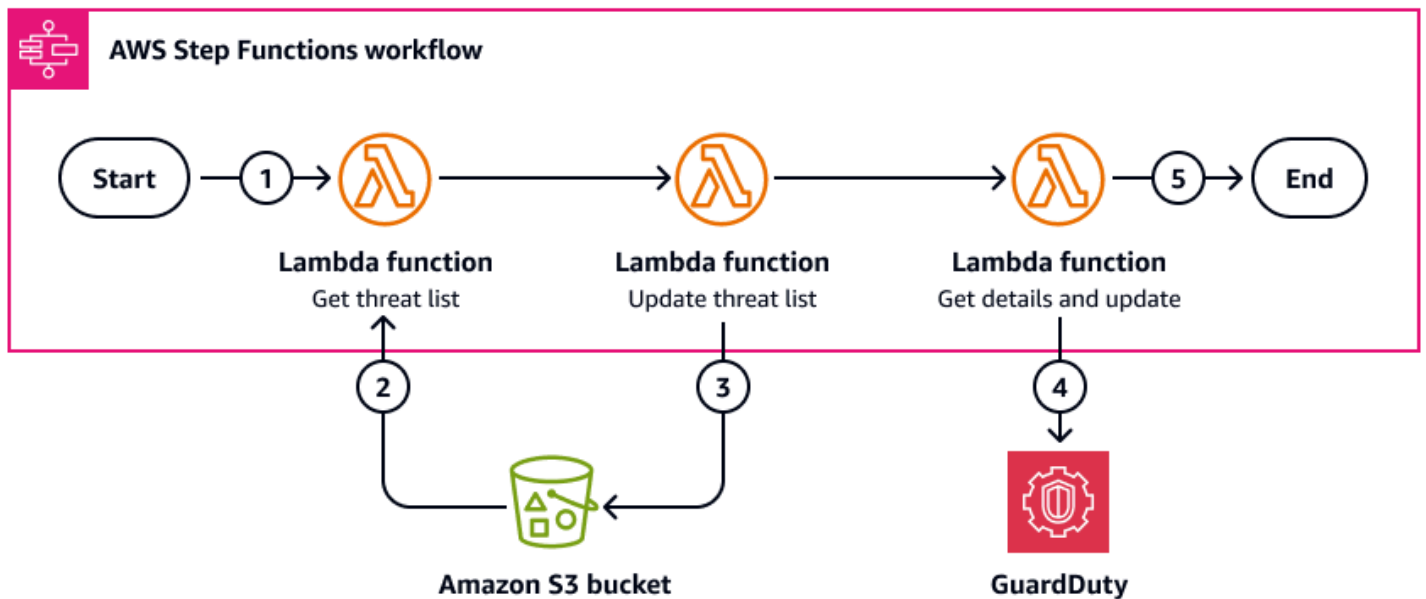 AWS Step Functions workflow
Start
1
5
End
Lambda function
Get threat list
Lambda function
Update threat list
Lambda function
Get details and update
2
3
4
Amazon S3 bucket
GuardDuty